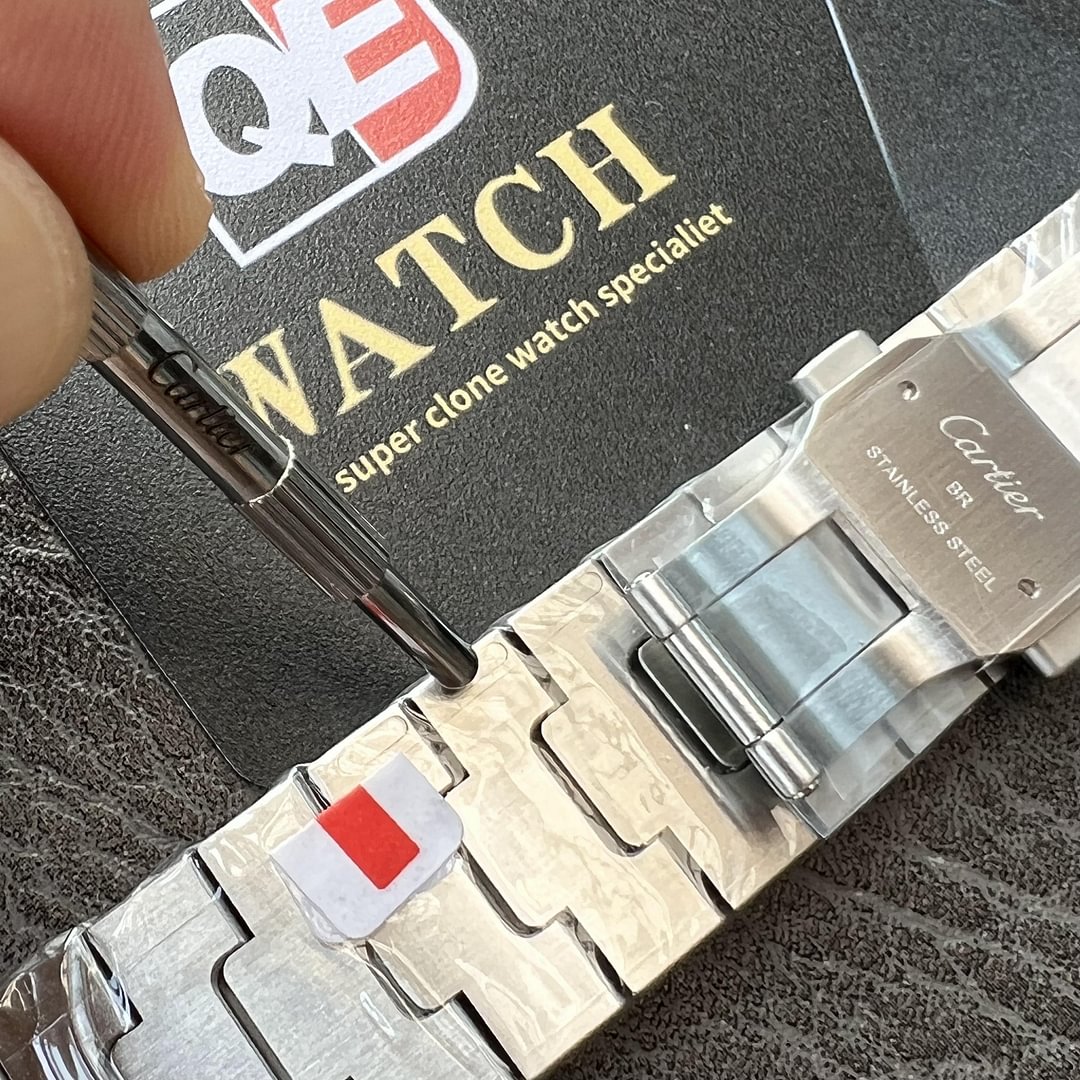 QE
WATCH
super clone watch specialiet
Cartier
Cartier
BR
STAINLESS STEEL